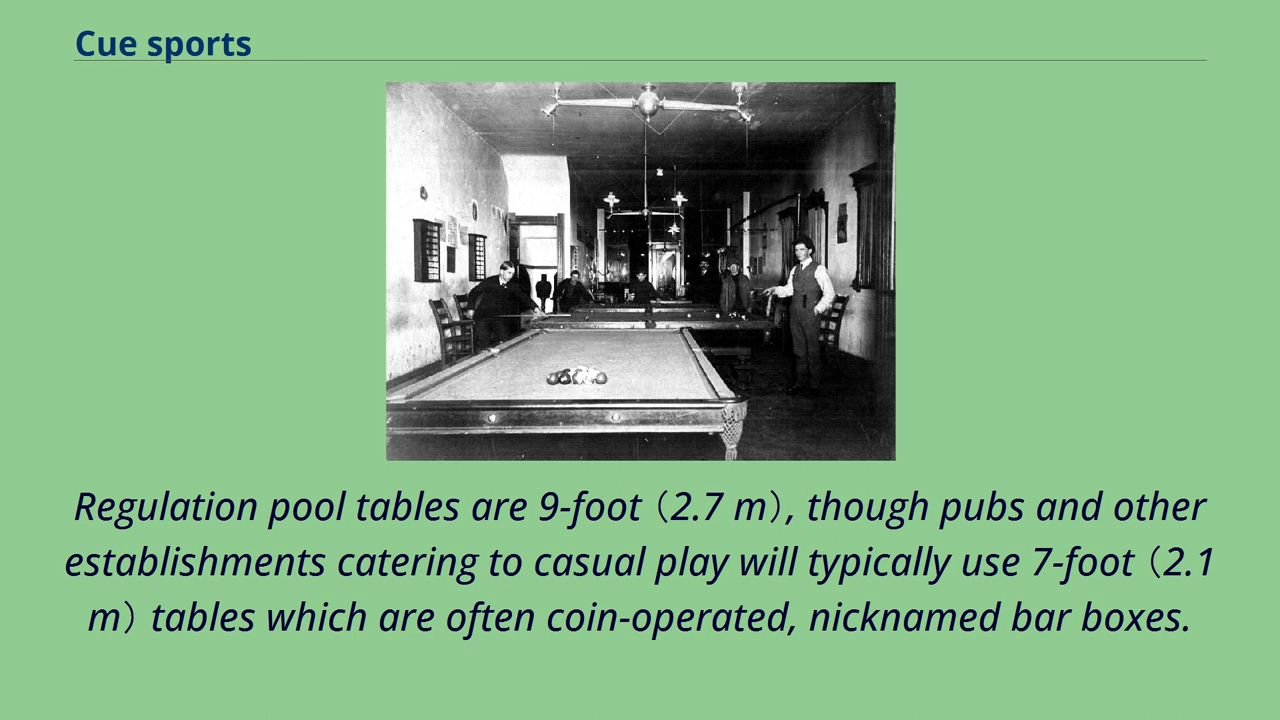 Cue sports
Regulation pool tables are 9-foot（2.7 m）, though pubs and other
establishments catering to casual play will typically use 7-foot（2.1
m）tables which are often coin-operated, nicknamed bar boxes.